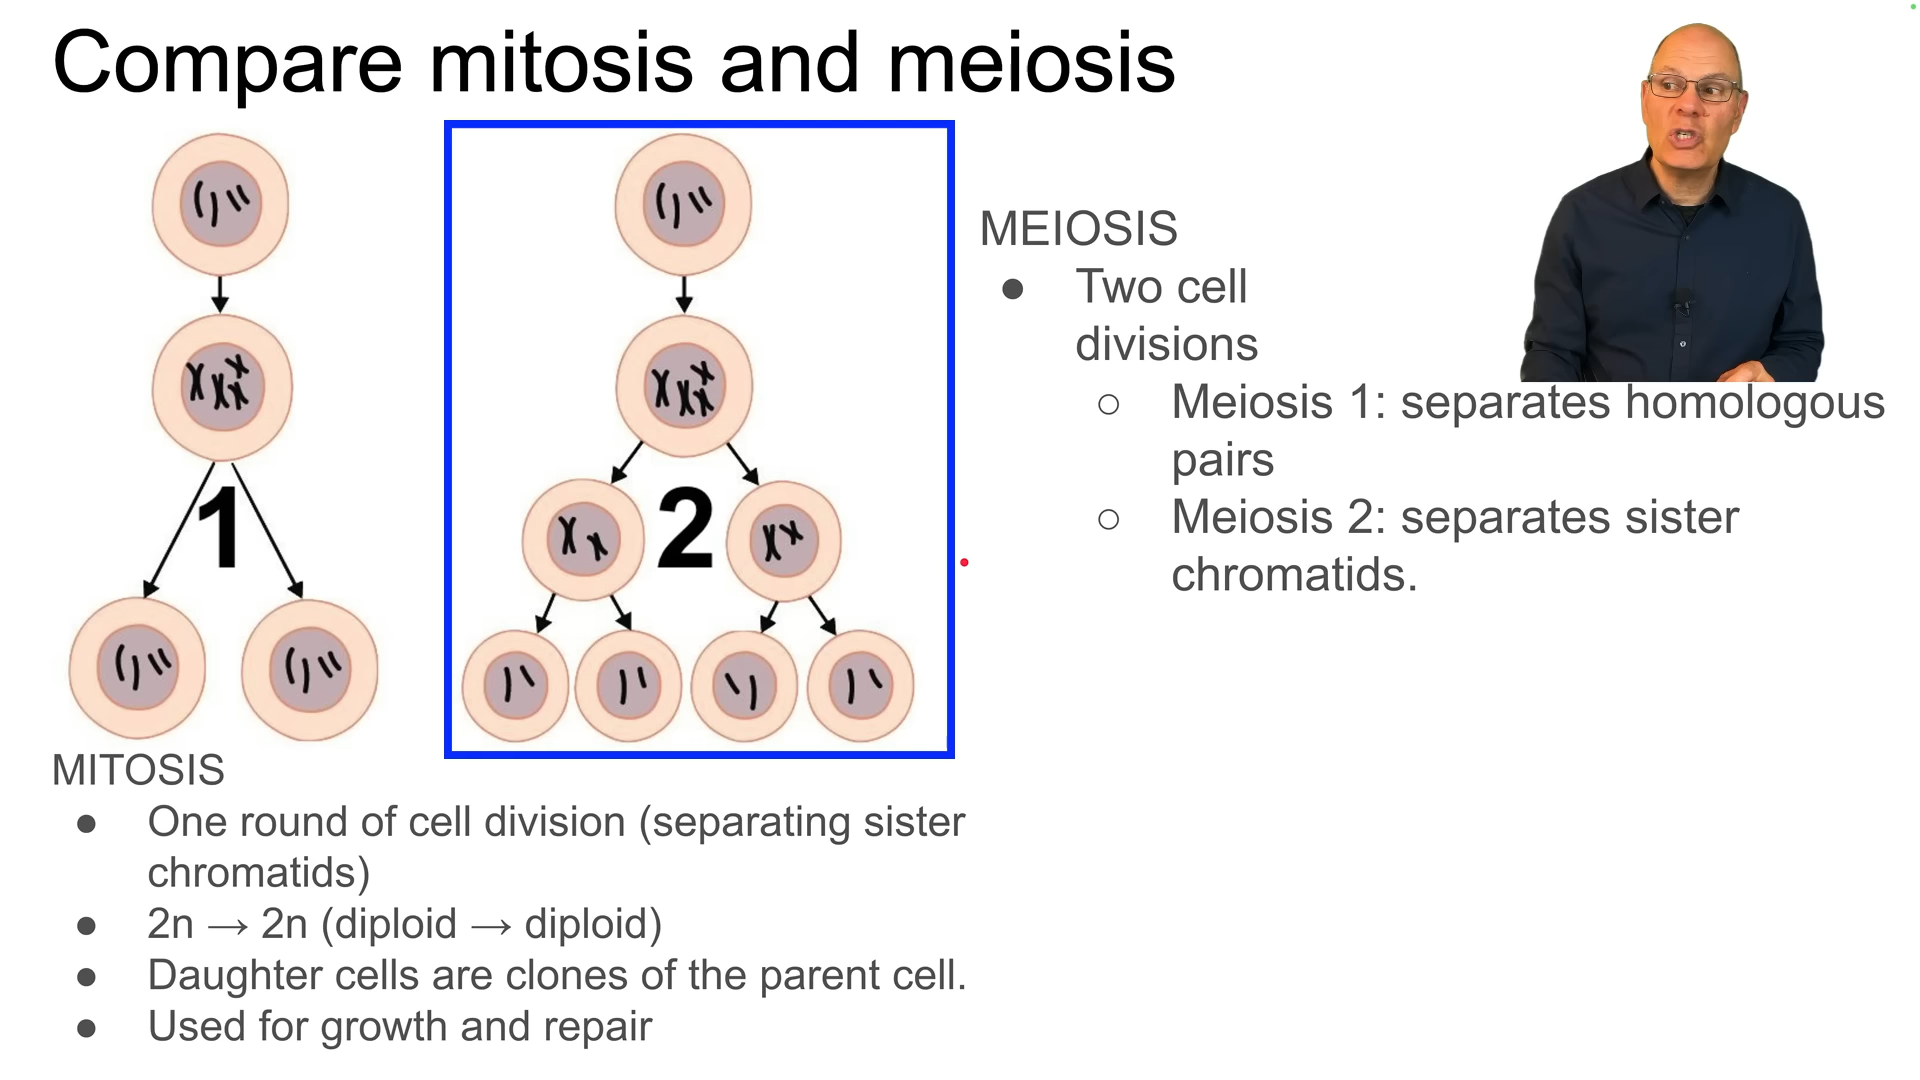 Compare mitosis and meiosis
1
2
MITOSIS
● One round of cell division (separating sister
chromatids)
● 2n → 2n (diploid → diploid)
● Daughter cells are clones of the parent cell.
● Used for growth and repair
MEIOSIS
● Two cell
divisions
○ Meiosis 1: separates homologous
pairs
○ Meiosis 2: separates sister
chromatids.